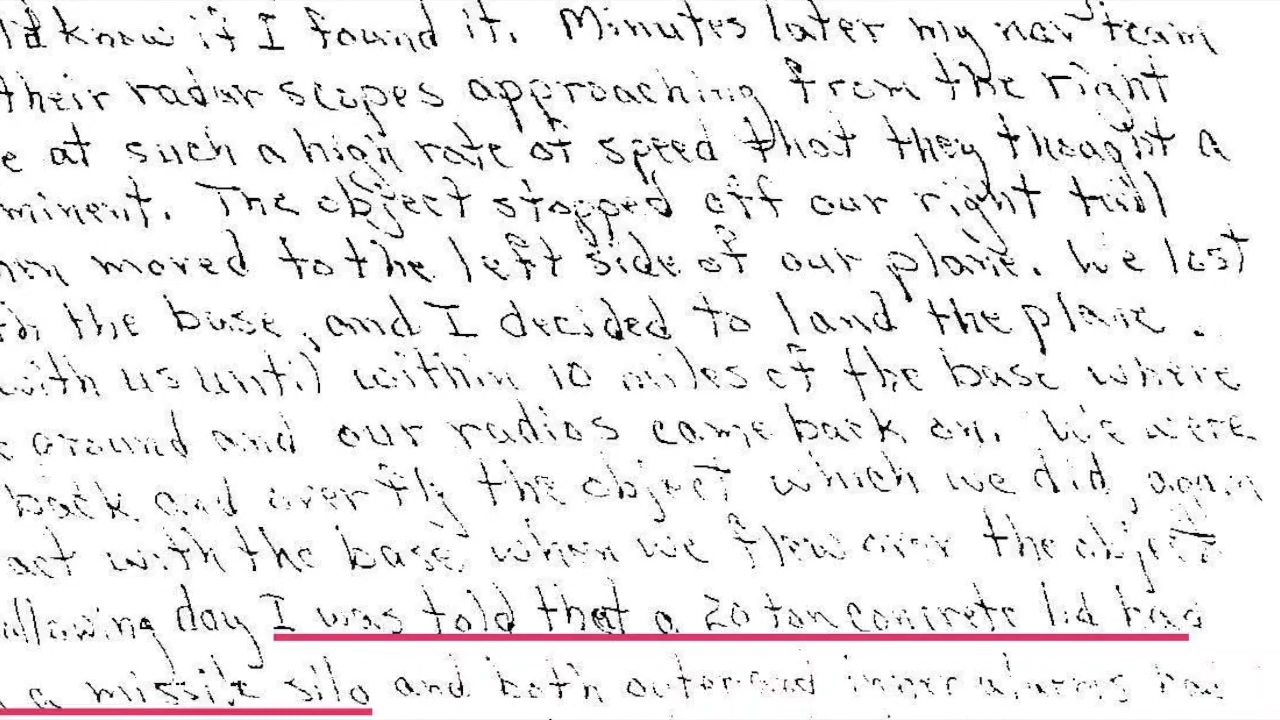 I'd know if I found it. Minutes later my nav team
their radar scopes approaching from the right
e at such a high rate of speed that they thought a
minent. The object stopped off our right tail
moved to the left side of our plane. We lost
the base, and I decided to land the plane.
with us until within 10 miles of the base where
around and our radios came back on. We were
back and overfly the object which we did, again
act with the base when we flew over the object
ollowing day I was told that a 20 ton concrete lid had
a missile silo and both outer and inner alarms had